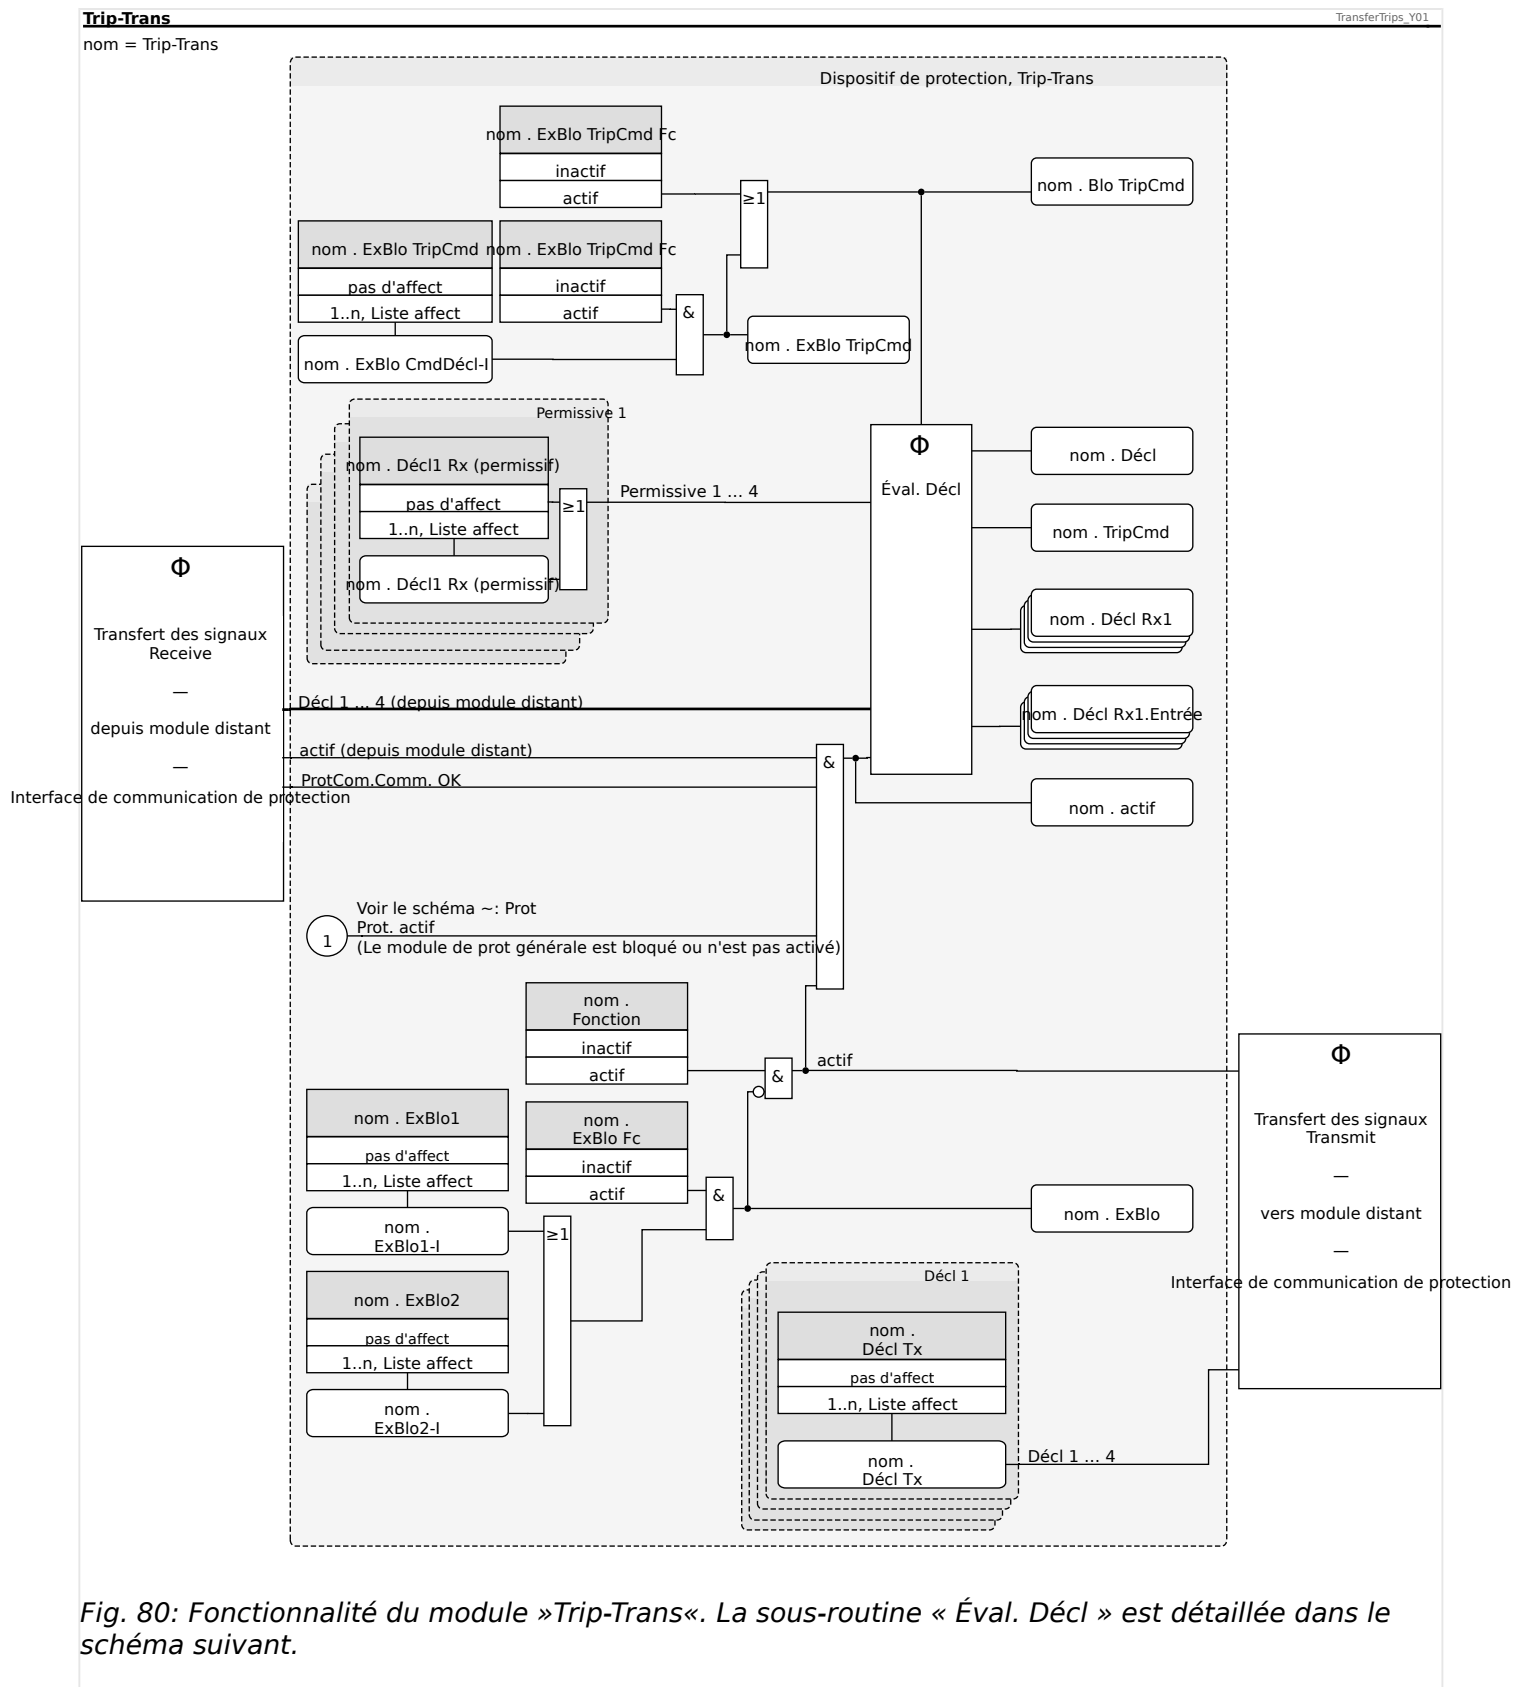 Trip-Trans
TransferTrips_Y01
nom = Trip-Trans
Dispositif de protection, Trip-Trans
nom . ExBlo TripCmd Fc
inactif
actif
≥1
nom . Blo TripCmd
nom . ExBlo TripCmd
pas d'affect
1..n, Liste affect
nom . ExBlo CmdDécl-I
nom . ExBlo TripCmd Fc
inactif
actif
&
nom . ExBlo TripCmd
Permissive 1
nom . Décl1 Rx (permissif)
pas d'affect
1..n, Liste affect
nom . Décl1 Rx (permissif)
≥1
Permissive 1 ... 4
Φ
Éval. Décl
nom . Décl
nom . TripCmd
nom . Décl Rx1
nom . Décl Rx1.Entrée
nom . actif
Φ
Transfert des signaux
Receive
—
depuis module distant
—
Interface de communication de protection
Décl 1 ... 4 (depuis module distant)
actif (depuis module distant)
ProtCom.Comm. OK
&
1
Voir le schéma ~: Prot
Prot. actif
(Le module de prot générale est bloqué ou n'est pas activé)
nom .
Fonction
inactif
actif
&
actif
nom . ExBlo1
pas d'affect
1..n, Liste affect
nom .
ExBlo1-I
nom .
ExBlo Fc
inactif
actif
&
≥1
nom . ExBlo
nom . ExBlo2
pas d'affect
1..n, Liste affect
nom .
ExBlo2-I
Décl 1
nom .
Décl Tx
pas d'affect
1..n, Liste affect
nom .
Décl Tx
Décl 1 ... 4
Φ
Transfert des signaux
Transmit
—
vers module distant
—
Interface de communication de protection
Fig. 80: Fonctionnalité du module »Trip-Trans«. La sous-routine « Éval. Décl » est détaillée dans le
schéma suivant.